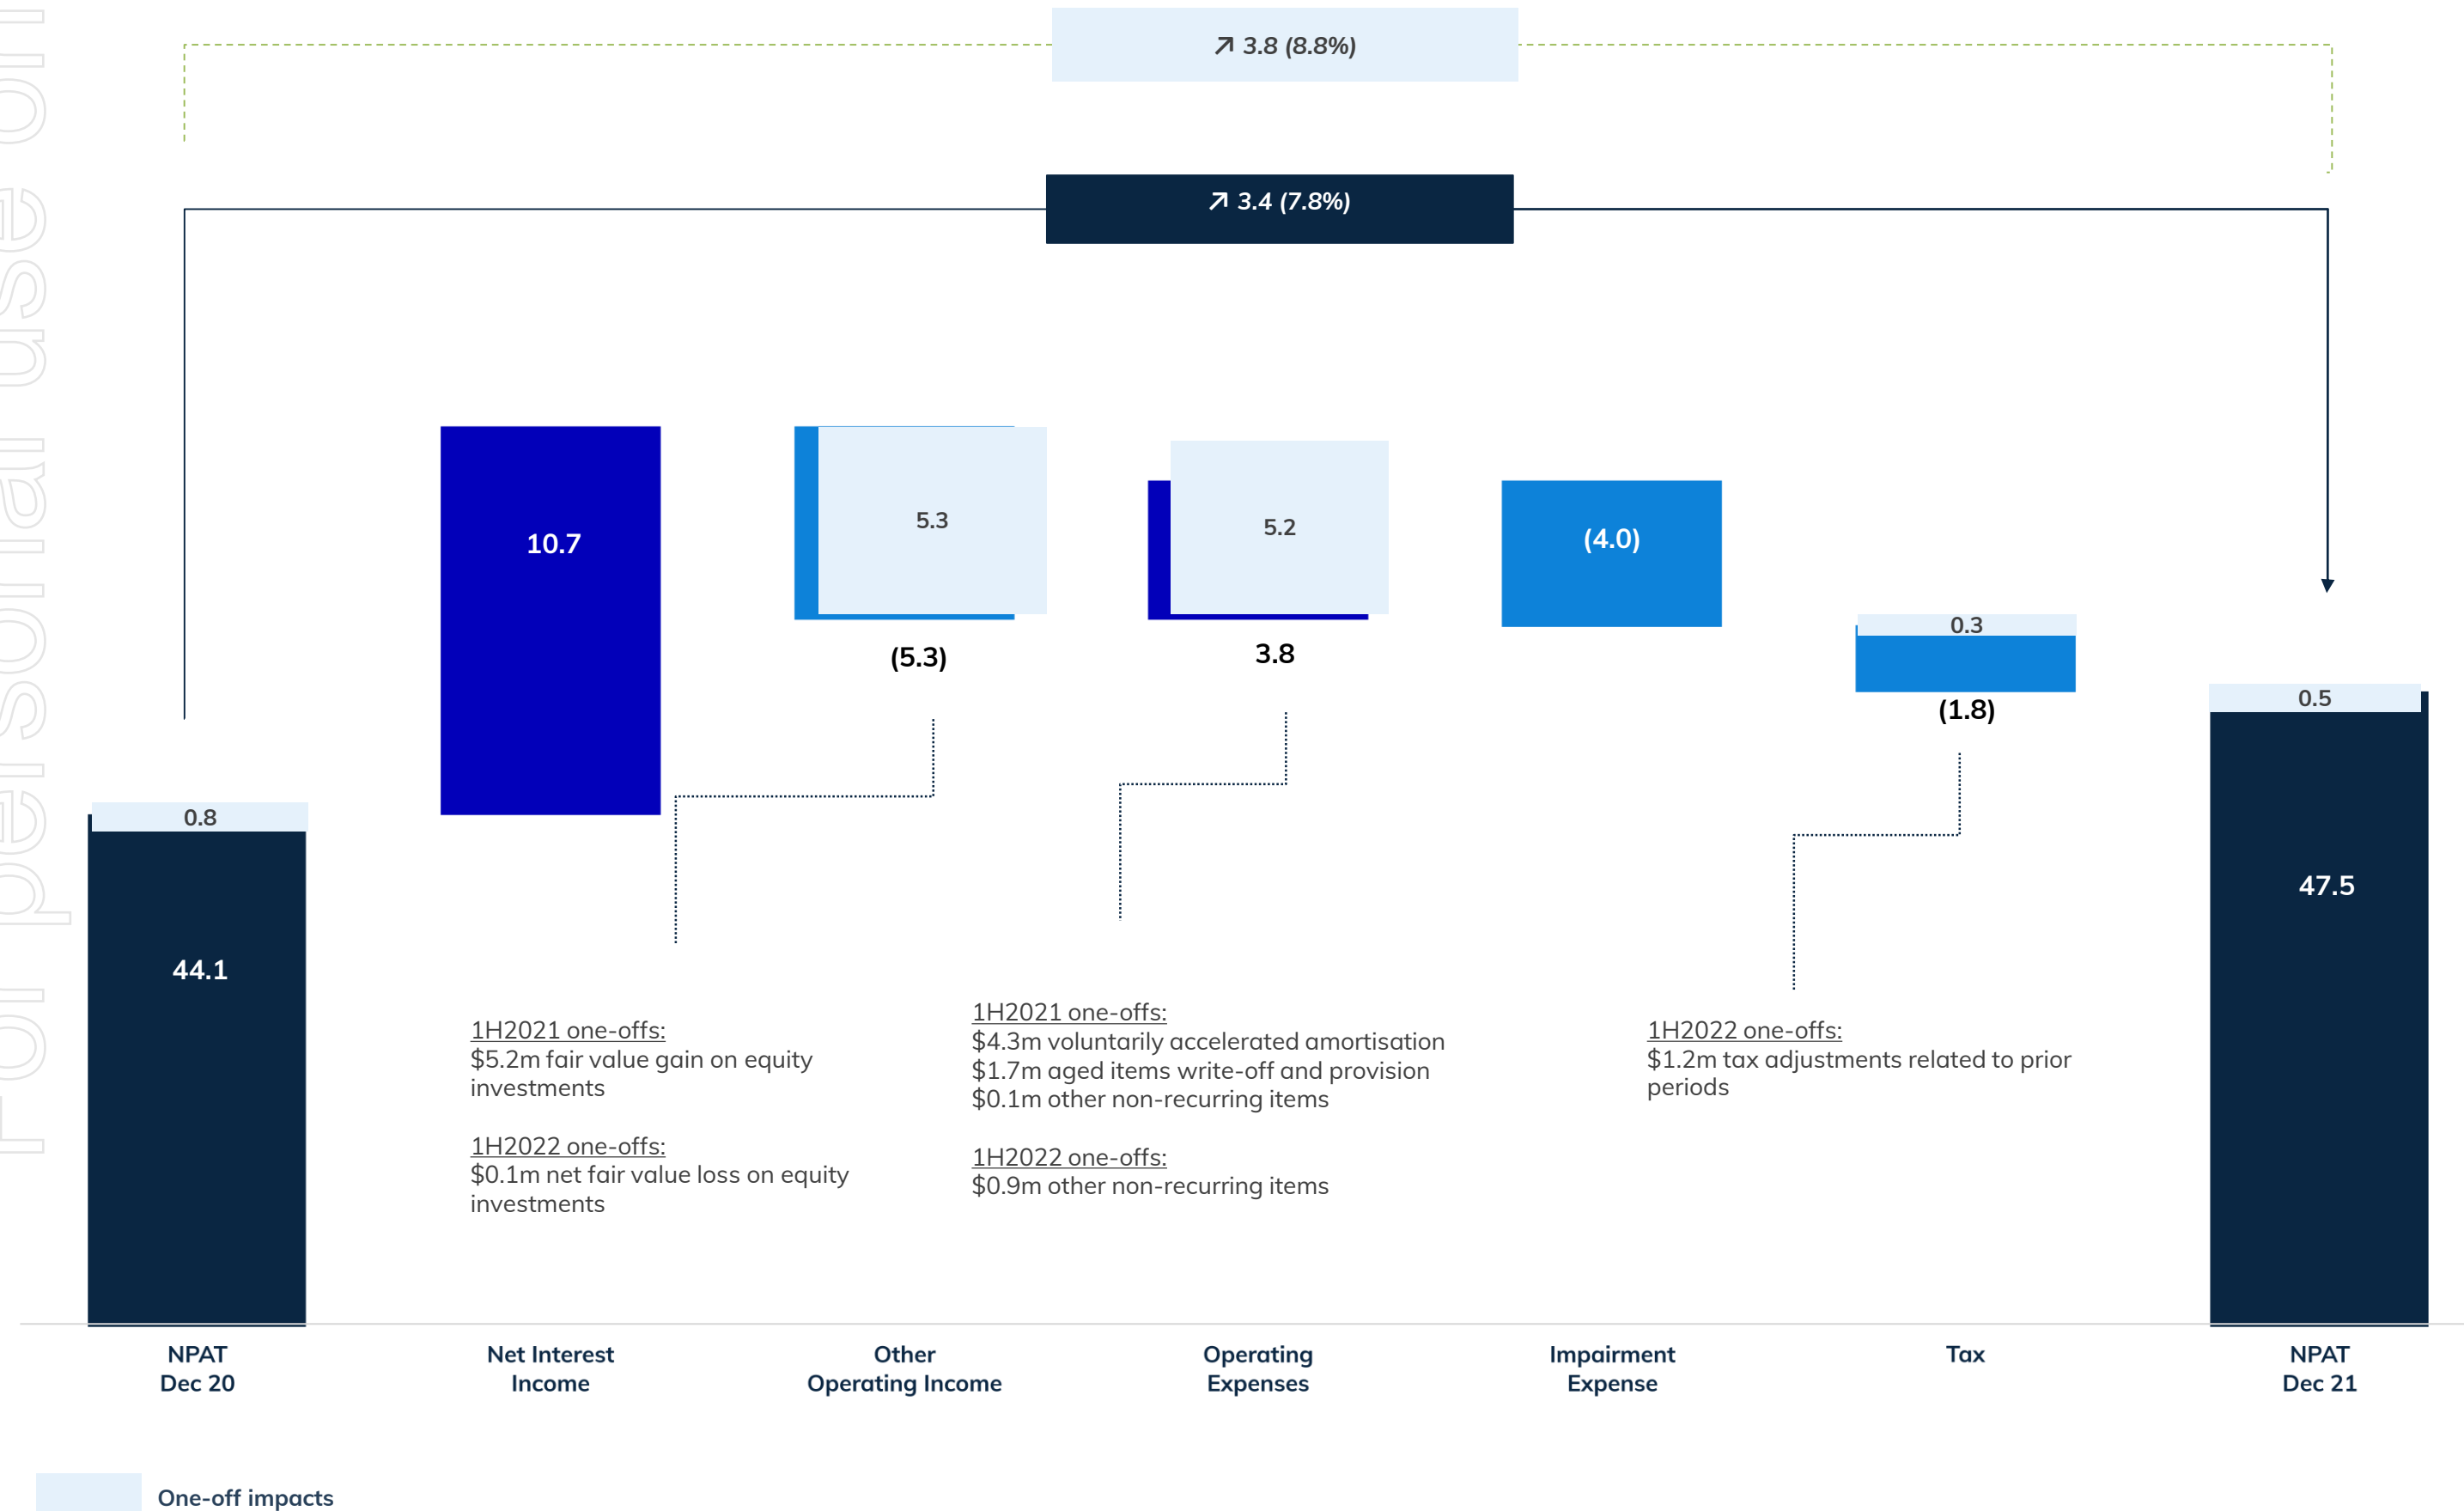 For personal use on
↗ 3.8 (8.8%)
↗ 3.4 (7.8%)
0.8
44.1
10.7
5.3
(5.3)
5.2
3.8
(4.0)
0.3
(1.8)
0.5
47.5
1H2021 one-offs:
$5.2m fair value gain on equity
investments
1H2022 one-offs:
$0.1m net fair value loss on equity
investments
1H2021 one-offs:
$4.3m voluntarily accelerated amortisation
$1.7m aged items write-off and provision
$0.1m other non-recurring items
1H2022 one-offs:
$0.9m other non-recurring items
1H2022 one-offs:
$1.2m tax adjustments related to prior
periods
NPAT
Dec 20
Net Interest
Income
Other
Operating Income
Operating
Expenses
Impairment
Expense
Tax
NPAT
Dec 21
One-off impacts